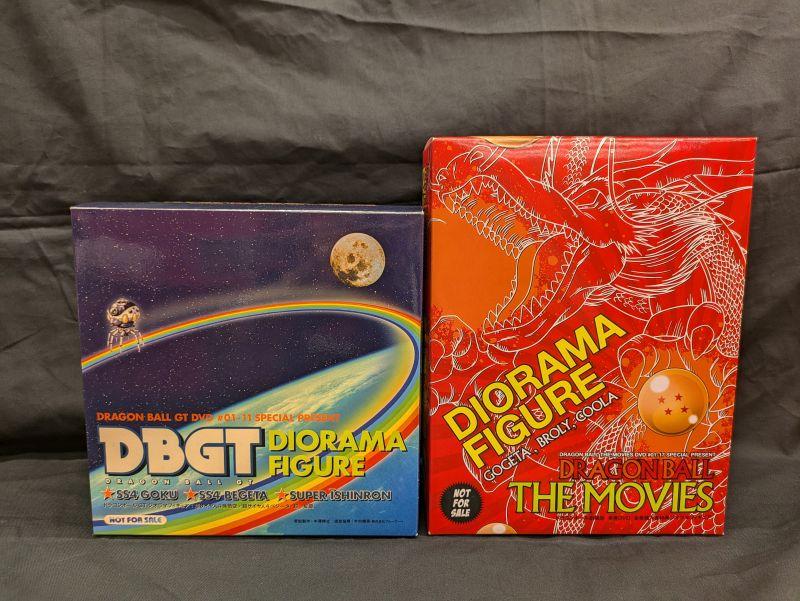 DRAGON BALL GT DVD #01-11 SPECIAL PRESENT
DBGT
DRAGON BALL GT
DIORAMA
FIGURE
★SS4 GOKU ★SS4 BEGETA ★SUPER 1SHINRON
NOT FOR SALE
DIORAMA
FIGURE
GOGETA, BROLY, COOLA
DRAGON BALL THE MOVIES DVD #01-17 SPECIAL PRESENT
DRAGON BALL
THE MOVIES
NOT
FOR
SALE